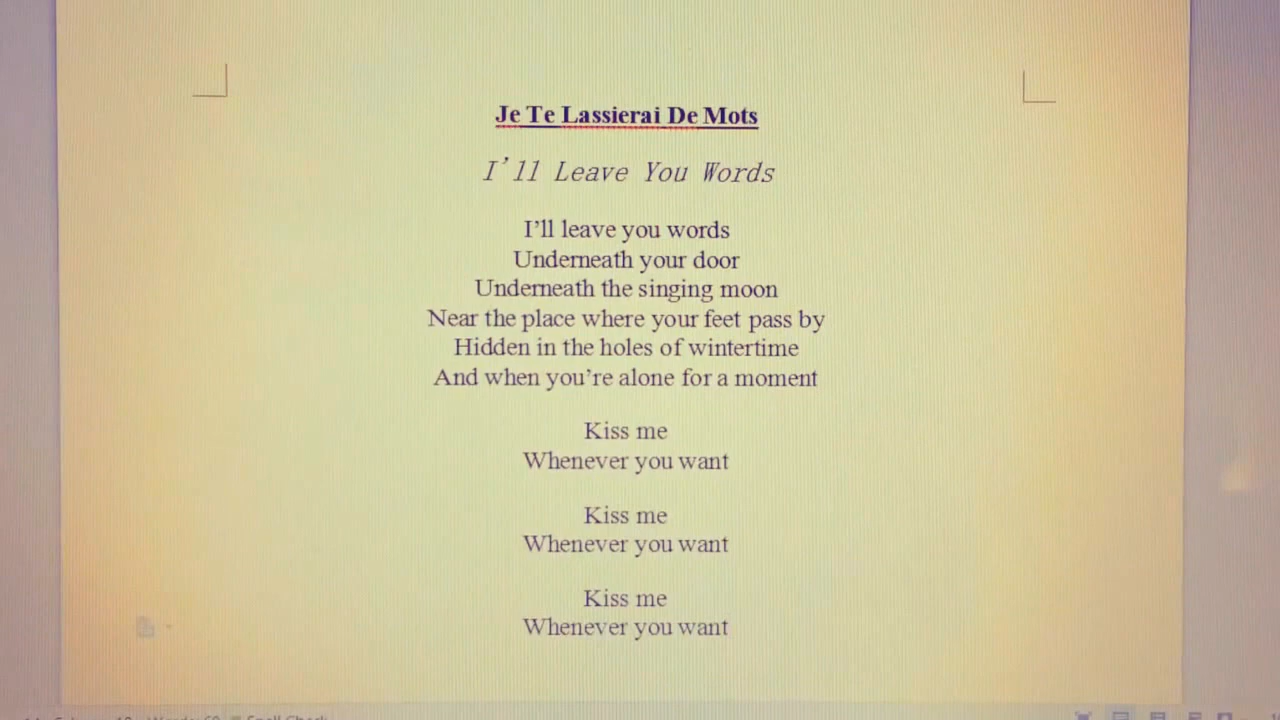 Je Te Lassierai De Mots
I'll Leave You Words
I'll leave you words
Underneath your door
Underneath the singing moon
Near the place where your feet pass by
Hidden in the holes of wintertime
And when you're alone for a moment
Kiss me
Whenever you want
Kiss me
Whenever you want
Kiss me
Whenever you want